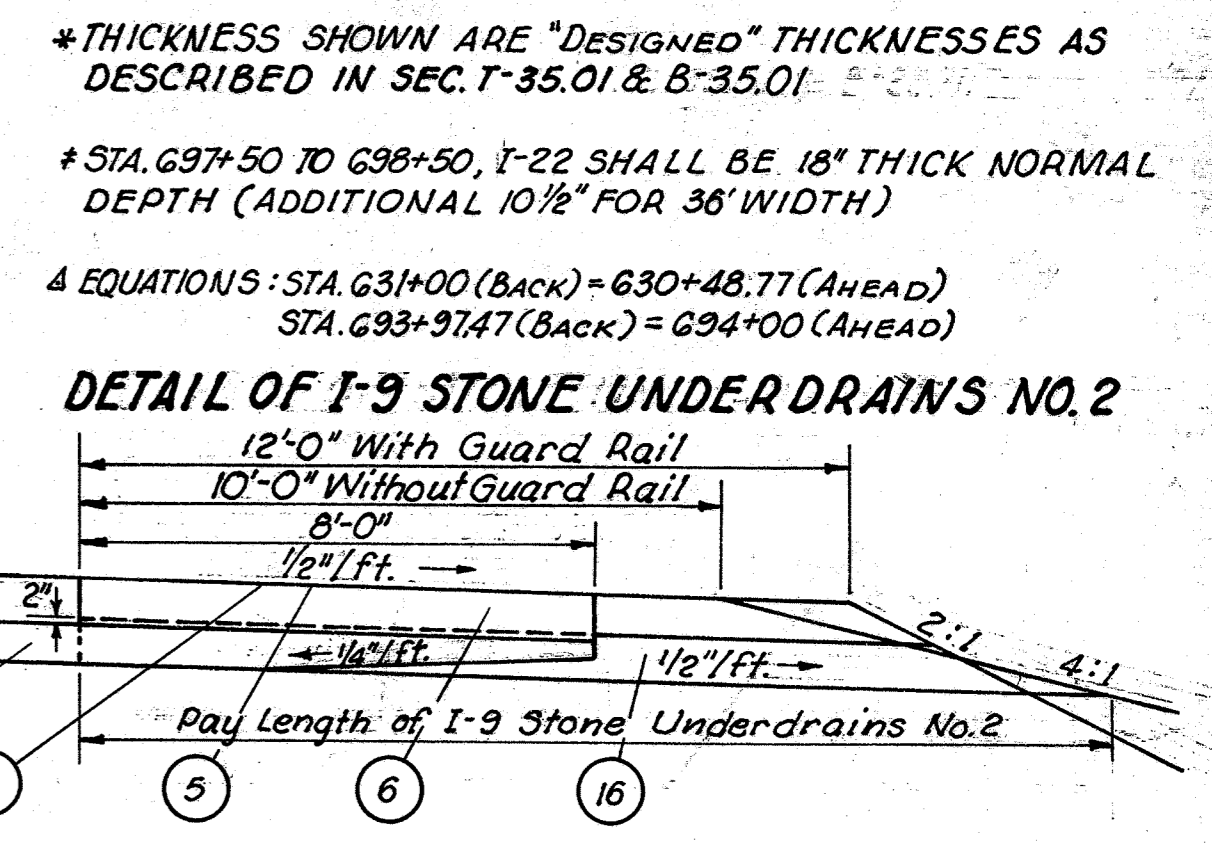 * THICKNESS SHOWN ARE "DESIGNED" THICKNESSES AS
DESCRIBED IN SEC. T-35.01 & B-35.01
‡ STA. 697+50 TO 698+50, I-22 SHALL BE 18" THICK NORMAL
DEPTH (ADDITIONAL 10½" FOR 36' WIDTH)
Δ EQUATIONS: STA. 631+00 (BACK) = 630+48.77 (AHEAD)
STA. 693+97.47 (BACK) = 694+00 (AHEAD)
DETAIL OF I-9 STONE UNDERDRAINS NO. 2
12'-0" With Guard Rail
10'-0" Without Guard Rail
8'-0"
1/2"/ft.
2"
1/4"/ft.
1/2"/ft.
2:1
4:1
Pay Length of I-9 Stone Underdrains No. 2
5
6
16